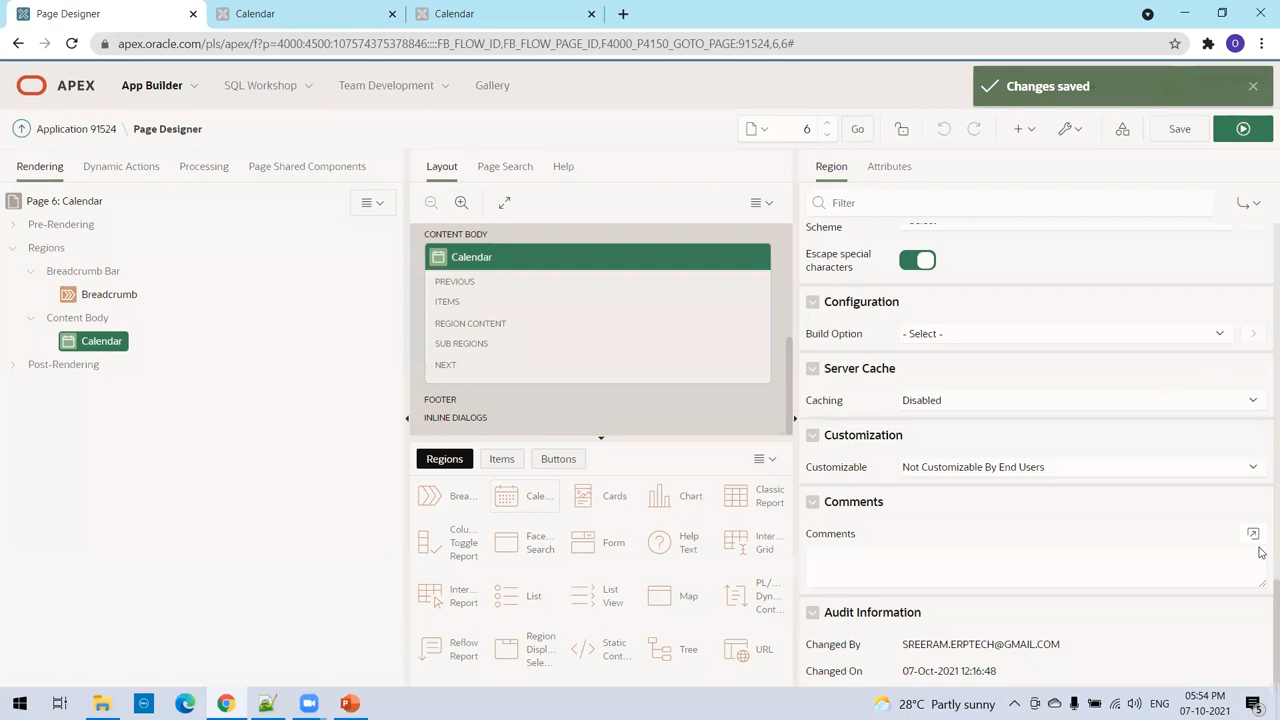 Page Designer
Calendar
Calendar
apex.oracle.com/pls/apex/f?p=4000:4500:107574375378846::::FB_FLOW_ID,FB_FLOW_PAGE_ID,F4000_P4150_GOTO_PAGE:91524,6,6#
O
APEX
App Builder
SQL Workshop
Team Development
Gallery
Changes saved
Application 91524
Page Designer
6
Go
Save
Rendering
Dynamic Actions
Processing
Page Shared Components
Layout
Page Search
Help
Region
Attributes
Page 6: Calendar
Pre-Rendering
Regions
Breadcrumb Bar
Breadcrumb
Content Body
Calendar
Post-Rendering
CONTENT BODY
Calendar
PREVIOUS
ITEMS
REGION CONTENT
SUB REGIONS
NEXT
FOOTER
INLINE DIALOGS
Regions
Items
Buttons
Brea...
Cale...
Cards
Chart
Classic Report
Colu... Toggle Report
Face... Search
Form
Help Text
Inter... Grid
Inter... Report
List
List View
Map
PL/... Dyn... Cont...
Reflow Report
Region Displ... Sele...
Static Cont...
Tree
URL
Filter
Scheme
Escape special characters
Configuration
Build Option
- Select -
Server Cache
Caching
Disabled
Customization
Customizable
Not Customizable By End Users
Comments
Comments
Audit Information
Changed By
SREERAM.ERPTECH@GMAIL.COM
Changed On
07-Oct-2021 12:16:48
28°C Partly sunny
ENG
05:54 PM
07-10-2021
5